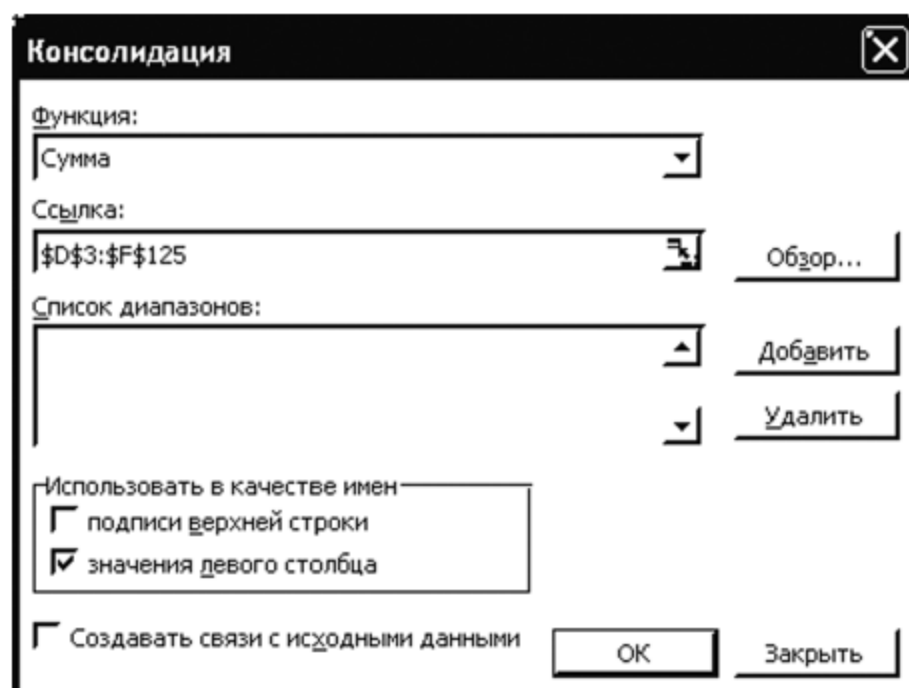 Консолидация
Функция:
Сумма
Ссылка:
$D$3:$F$125
Обзор...
Список диапазонов:
Добавить
Удалить
Использовать в качестве имен
подписи верхней строки
значения левого столбца
Создавать связи с исходными данными
ОК
Закрыть